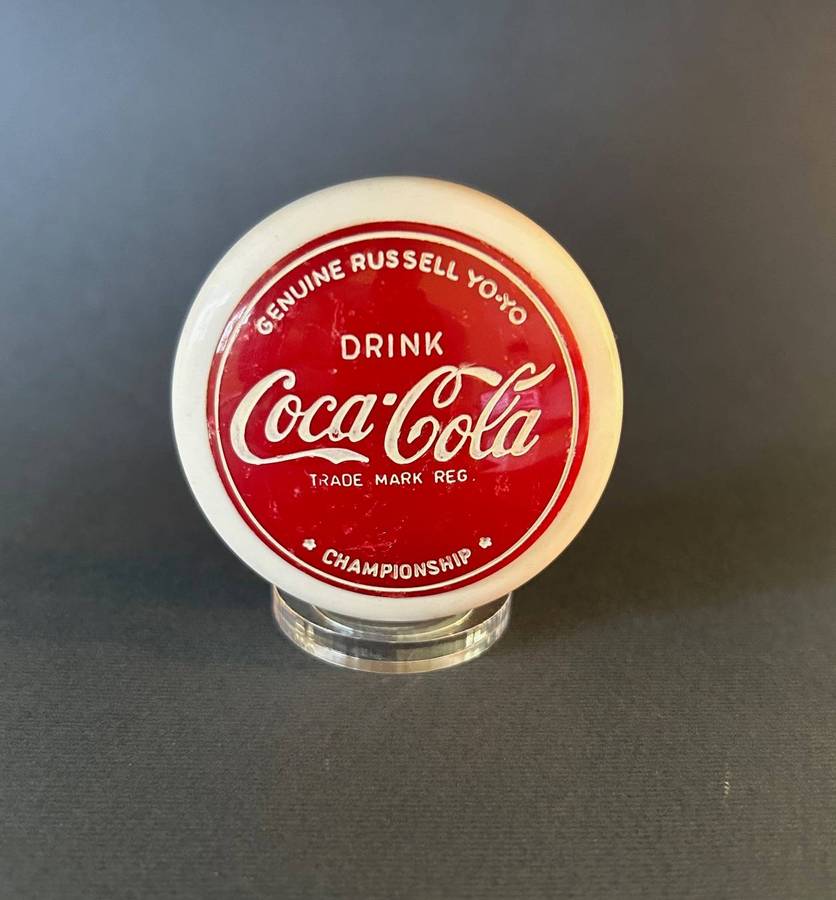 GENUINE RUSSELL YO-YO
DRINK
Coca-Cola
TRADE MARK REG.
CHAMPIONSHIP